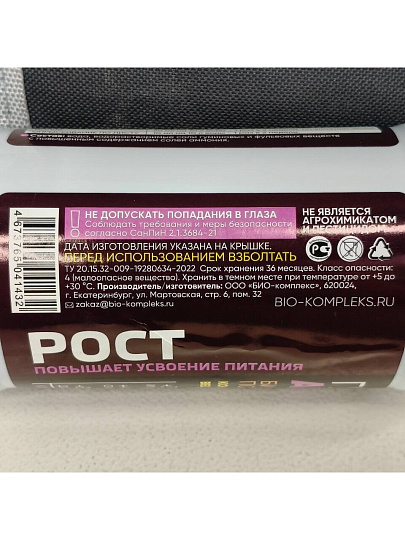 Состав: вода, водорастворимые соли гуминовых и фульвовых веществ
с повышенным содержанием солей аммония.
НЕ ДОПУСКАТЬ ПОПАДАНИЯ В ГЛАЗА
Соблюдать требования и меры безопасности
согласно СанПиН 2.1.3684-21
НЕ ЯВЛЯЕТСЯ
АГРОХИМИКАТОМ
И ПЕСТИЦИДОМ
ДАТА ИЗГОТОВЛЕНИЯ УКАЗАНА НА КРЫШКЕ.
ПЕРЕД ИСПОЛЬЗОВАНИЕМ ВЗБОЛТАТЬ
ТУ 20.15.32-009-19280634-2022 Срок хранения 36 месяцев. Класс опасности:
4 (малоопасное вещество). Хранить в темном месте при температуре от +5 до
+30 °С. Производитель/изготовитель: ООО «БИО-комплекс», 620024,
г. Екатеринбург, ул. Мартовская, стр. 6, пом. 32
zakaz@bio-kompleks.ru
BIO-KOMPLEKS.RU
4 673765 041432
РОСТ
ПОВЫШАЕТ УСВОЕНИЕ ПИТАНИЯ